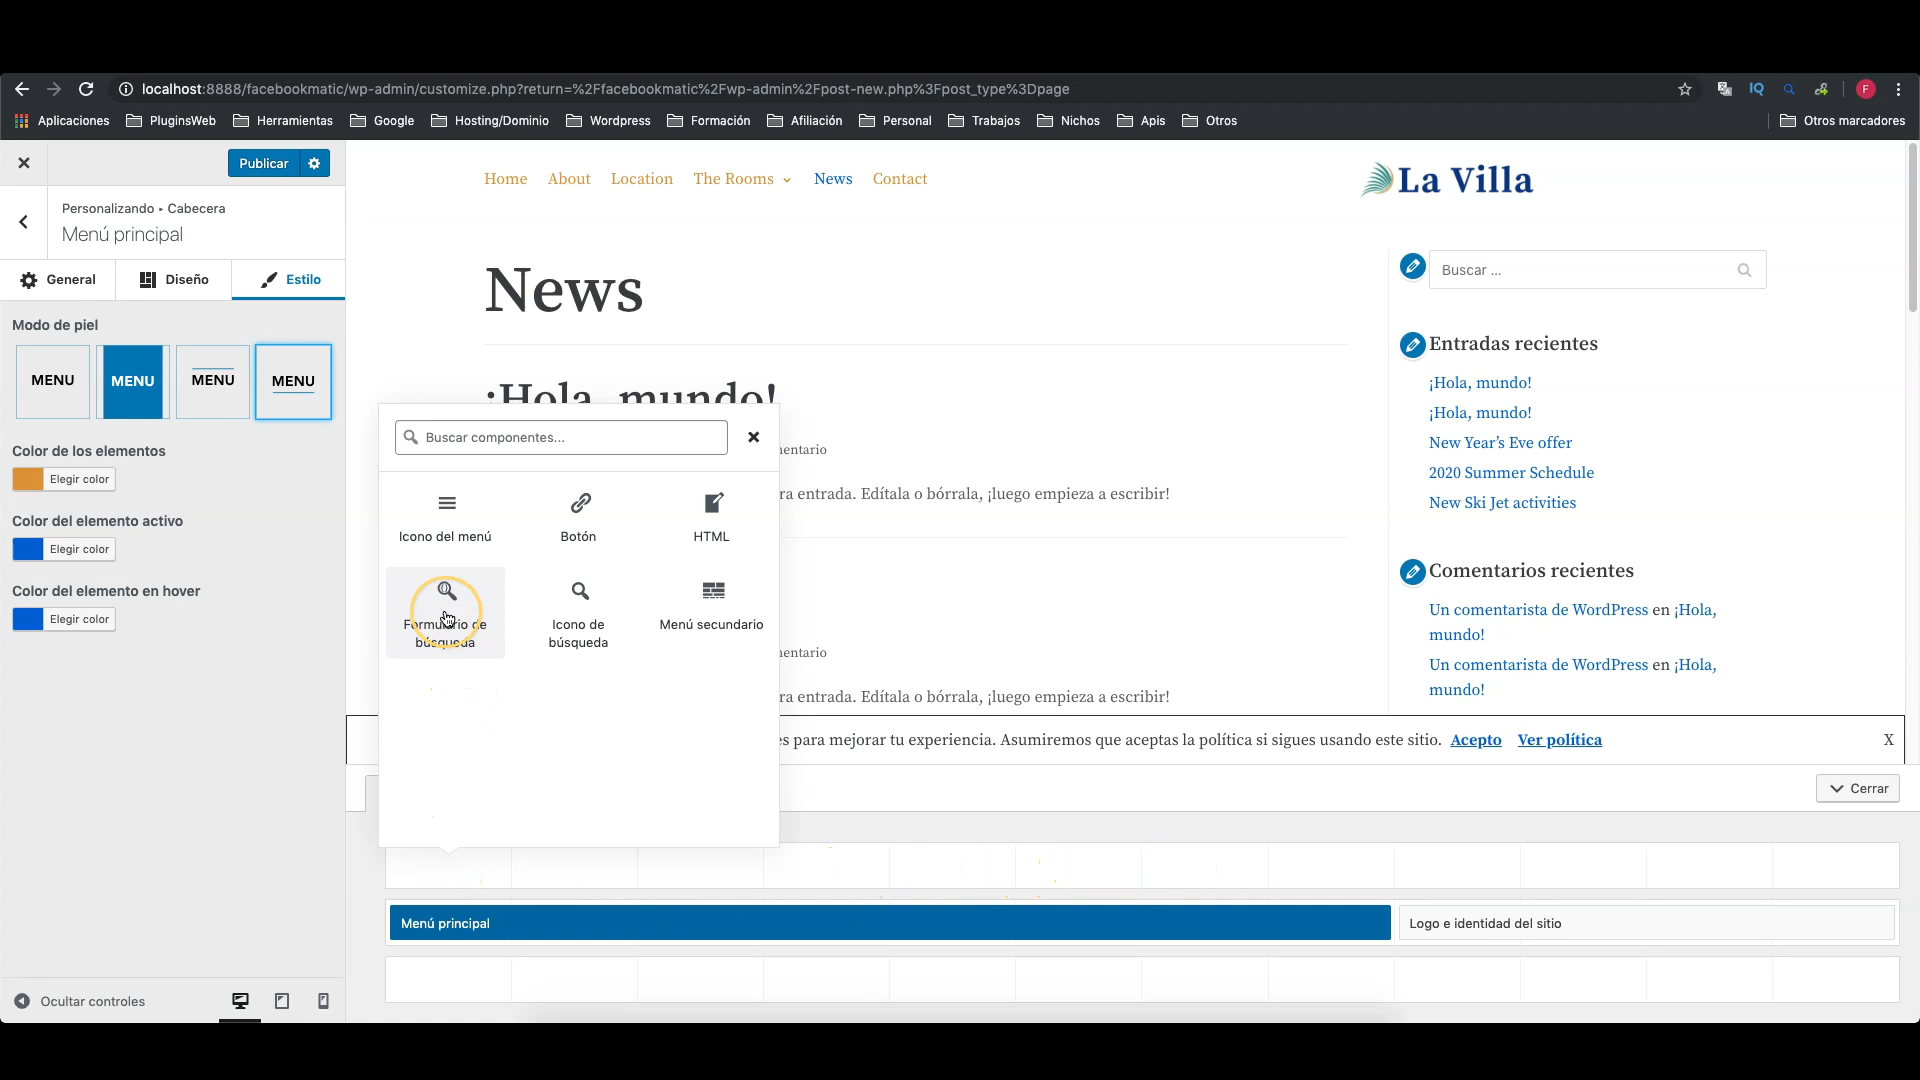 localhost:8888/facebookmatic/wp-admin/customize.php?return=%2Ffacebookmatic%2Fwp-admin%2Fpost-new.php%3Fpost_type%3Dpage
IQ
F
Aplicaciones PluginsWeb Herramientas Google Hosting/Dominio Wordpress Formación Afiliación Personal Trabajos Nichos Apis Otros Otros marcadores
Publicar
Personalizando ▸ Cabecera
Menú principal
General Diseño Estilo
Modo de piel
MENU MENU MENU MENU
Color de los elementos
Elegir color
Color del elemento activo
Elegir color
Color del elemento en hover
Elegir color
Ocultar controles
Home About Location The Rooms News Contact
La Villa
News
¡Hola, mundo!
entario
ra entrada. Edítala o bórrala, ¡luego empieza a escribir!
entario
ra entrada. Edítala o bórrala, ¡luego empieza a escribir!
Buscar ...
Entradas recientes
¡Hola, mundo!
¡Hola, mundo!
New Year’s Eve offer
2020 Summer Schedule
New Ski Jet activities
Comentarios recientes
Un comentarista de WordPress en ¡Hola,
mundo!
Un comentarista de WordPress en ¡Hola,
mundo!
Buscar componentes...
Icono del menú Botón HTML
Formulario de
búsqueda
Icono de
búsqueda
Menú secundario
es para mejorar tu experiencia. Asumiremos que aceptas la política si sigues usando este sitio. Acepto Ver política X
Cerrar
Menú principal
Logo e identidad del sitio